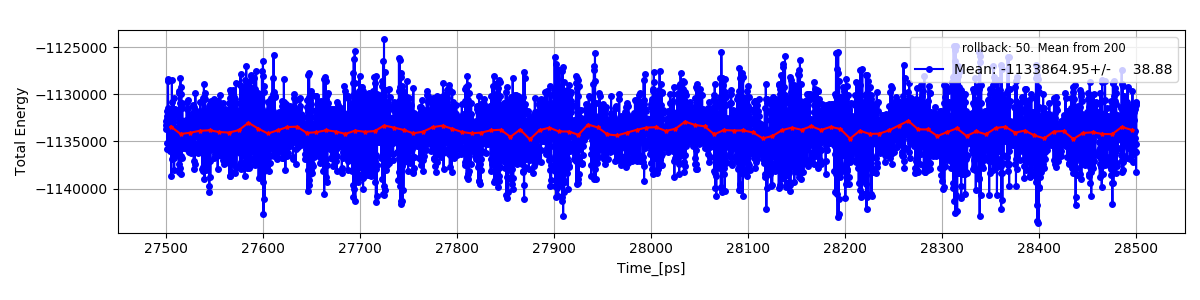 −1125000
−1130000
−1135000
−1140000
Total Energy
rollback: 50. Mean from 200
Mean: -1133864.95+/-     38.88
27500 27600 27700 27800 27900 28000 28100 28200 28300 28400 28500
Time_[ps]